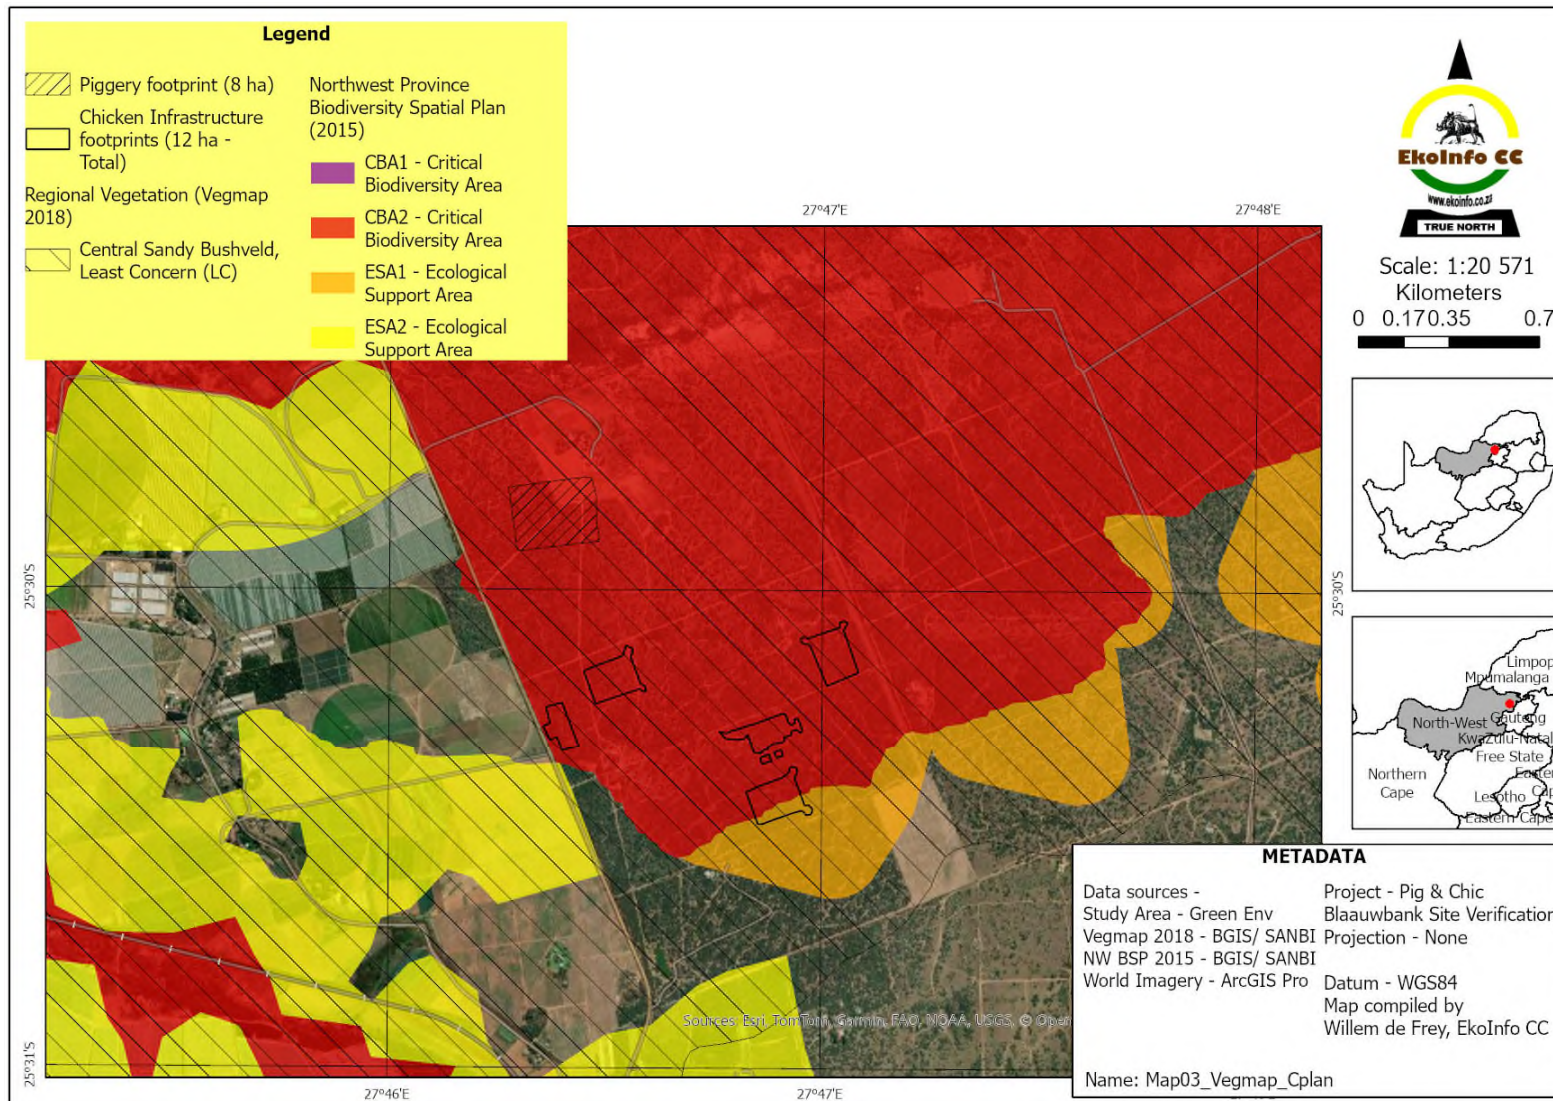 Legend
Piggery footprint (8 ha)
Chicken Infrastructure
footprints (12 ha -
Total)
Regional Vegetation (Vegmap
2018)
Central Sandy Bushveld,
Least Concern (LC)
Northwest Province
Biodiversity Spatial Plan
(2015)
CBA1 - Critical
Biodiversity Area
CBA2 - Critical
Biodiversity Area
ESA1 - Ecological
Support Area
ESA2 - Ecological
Support Area
27°47'E
27°48'E
25°30'S
25°30'S
25°31'S
27°46'E
27°47'E
Sources: Esri, TomTom, Garmin, FAO, NOAA, USGS, © Open
EkoInfo CC
www.ekoinfo.co.za
TRUE NORTH
Scale: 1:20 571
Kilometers
0 0.17 0.35 0.7
Limpop
Mpumalanga
North-West Gauteng
KwaZulu-Natal
Free State
Northern
Cape
Lesotho
Eastern Cape
METADATA
Data sources -
Study Area - Green Env
Vegmap 2018 - BGIS/ SANBI
NW BSP 2015 - BGIS/ SANBI
World Imagery - ArcGIS Pro
Project - Pig & Chic
Blaauwbank Site Verification
Projection - None
Datum - WGS84
Map compiled by
Willem de Frey, EkoInfo CC
Name: Map03_Vegmap_Cplan